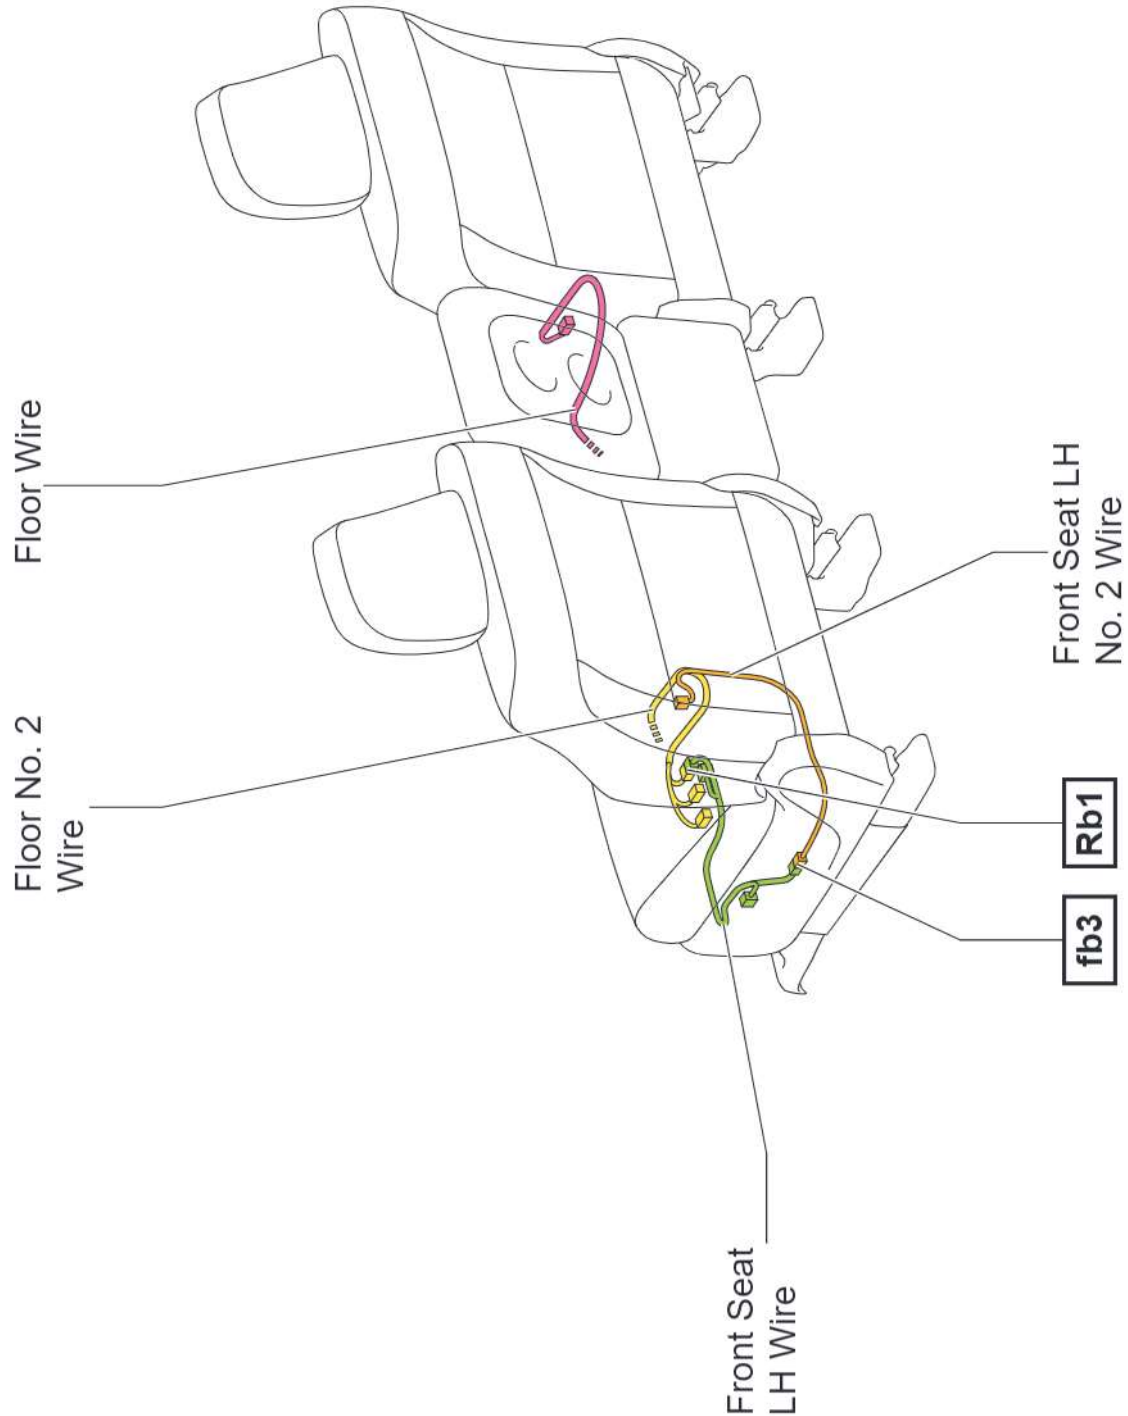 Floor No. 2
Wire
Floor Wire
Front Seat
LH Wire
fb3
Rb1
Front Seat LH
No. 2 Wire